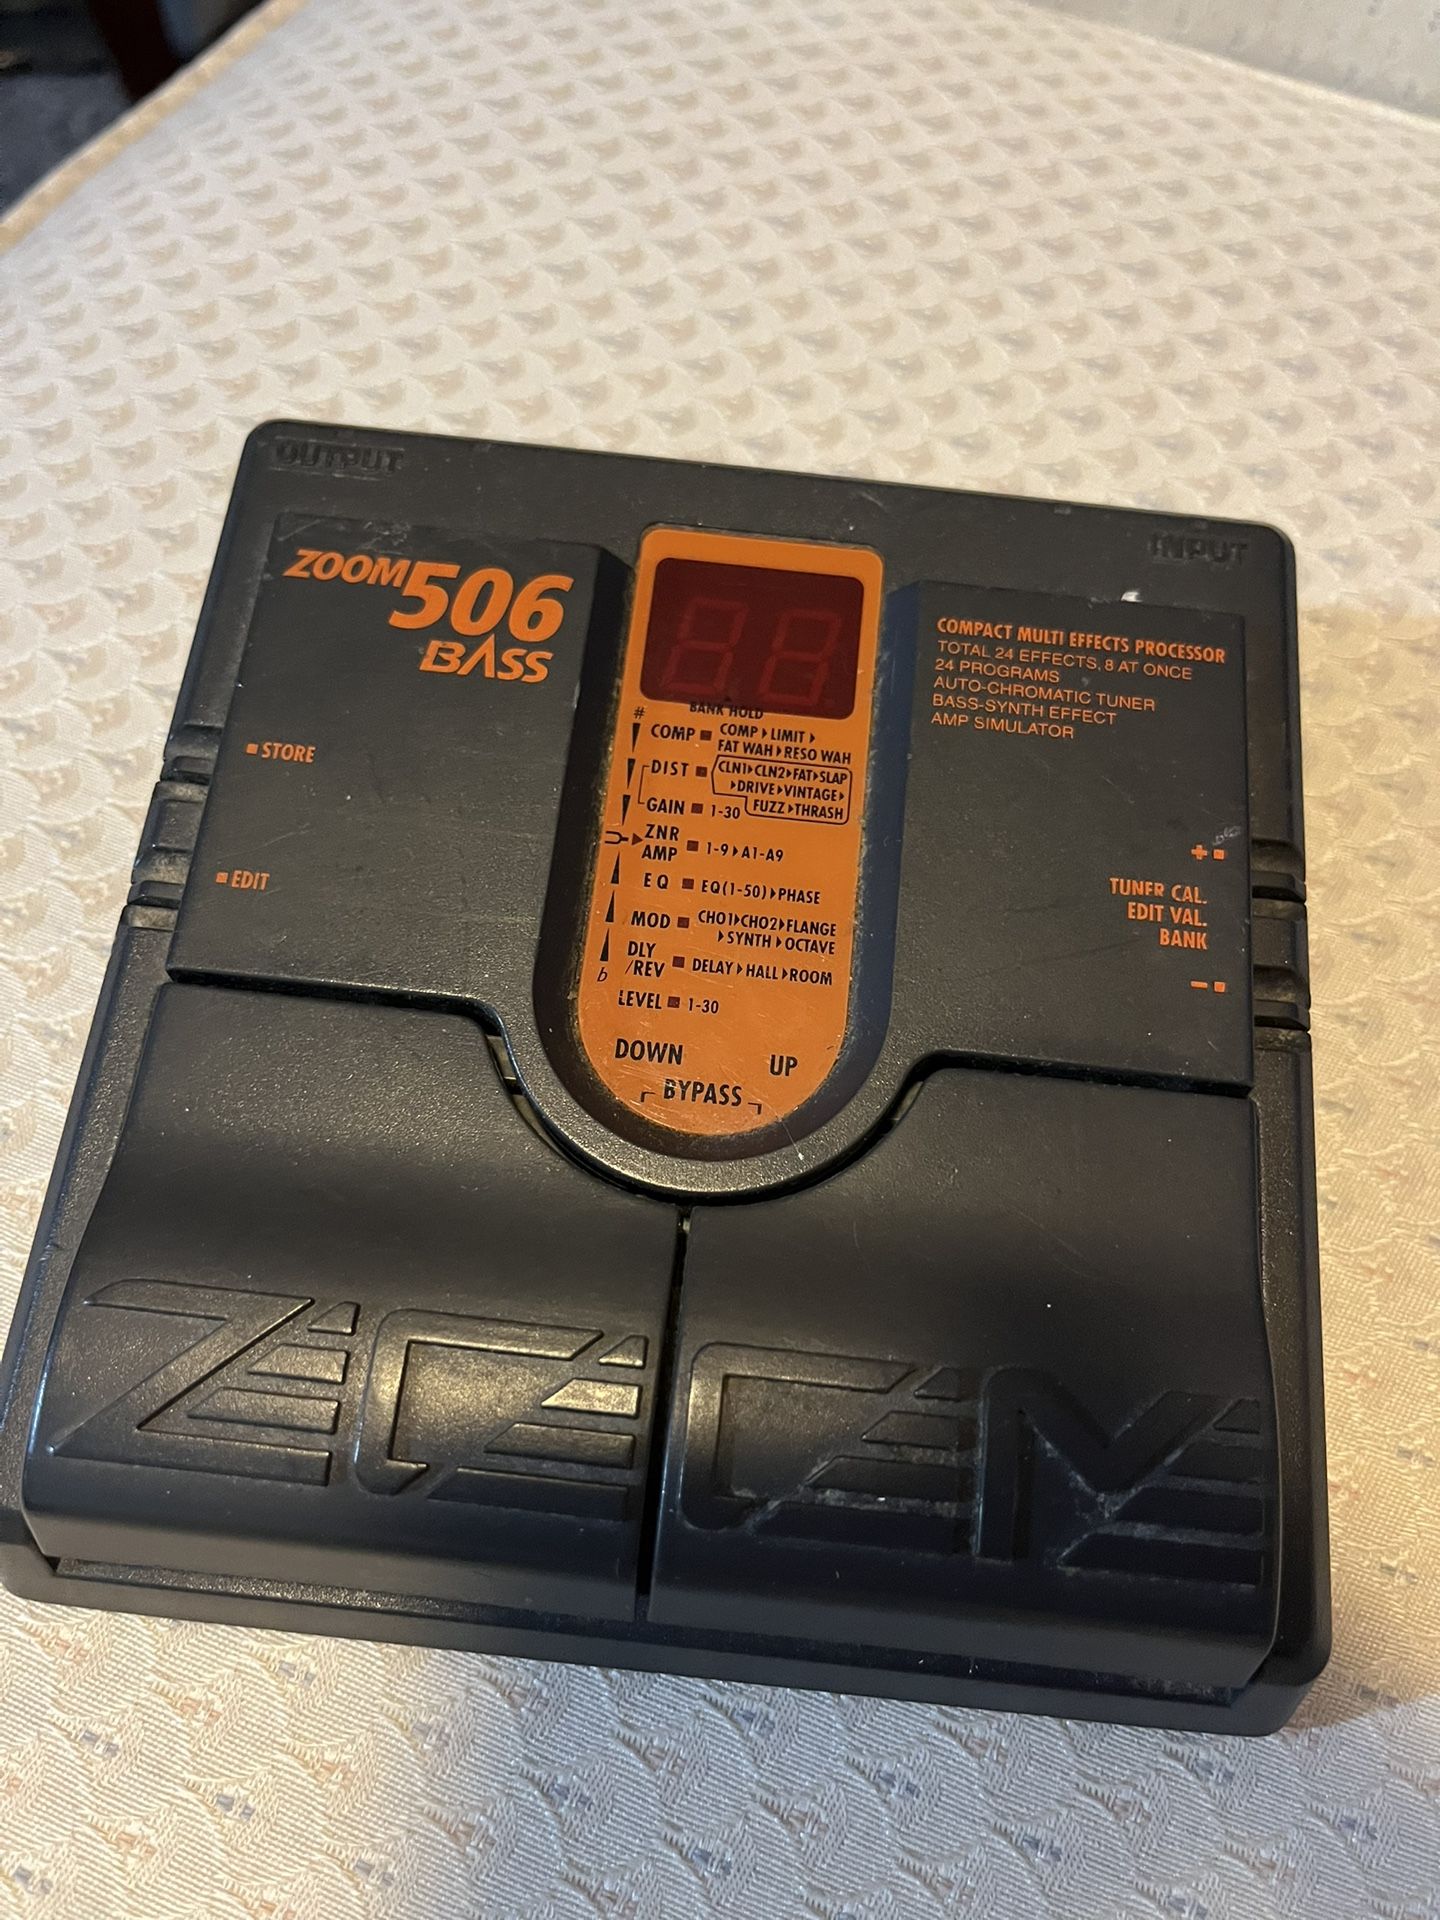 OUTPUT
INPUT
ZOOM 506
BASS
STORE
EDIT
BANK HOLD
#
COMP COMP▸LIMIT▸
FAT WAH▸RESO WAH
DIST CLN1▸CLN2▸FAT▸SLAP
▸DRIVE▸VINTAGE▸
FUZZ▸THRASH
GAIN 1-30
ZNR
AMP 1-9▸A1-A9
EQ EQ(1-50)▸PHASE
MOD CHO1▸CHO2▸FLANGE
▸SYNTH▸OCTAVE
DLY
/REV DELAY▸HALL▸ROOM
b
LEVEL 1-30
DOWN UP
BYPASS
COMPACT MULTI EFFECTS PROCESSOR
TOTAL 24 EFFECTS, 8 AT ONCE
24 PROGRAMS
AUTO-CHROMATIC TUNER
BASS-SYNTH EFFECT
AMP SIMULATOR
+
TUNER CAL.
EDIT VAL.
BANK
−
ZOOM